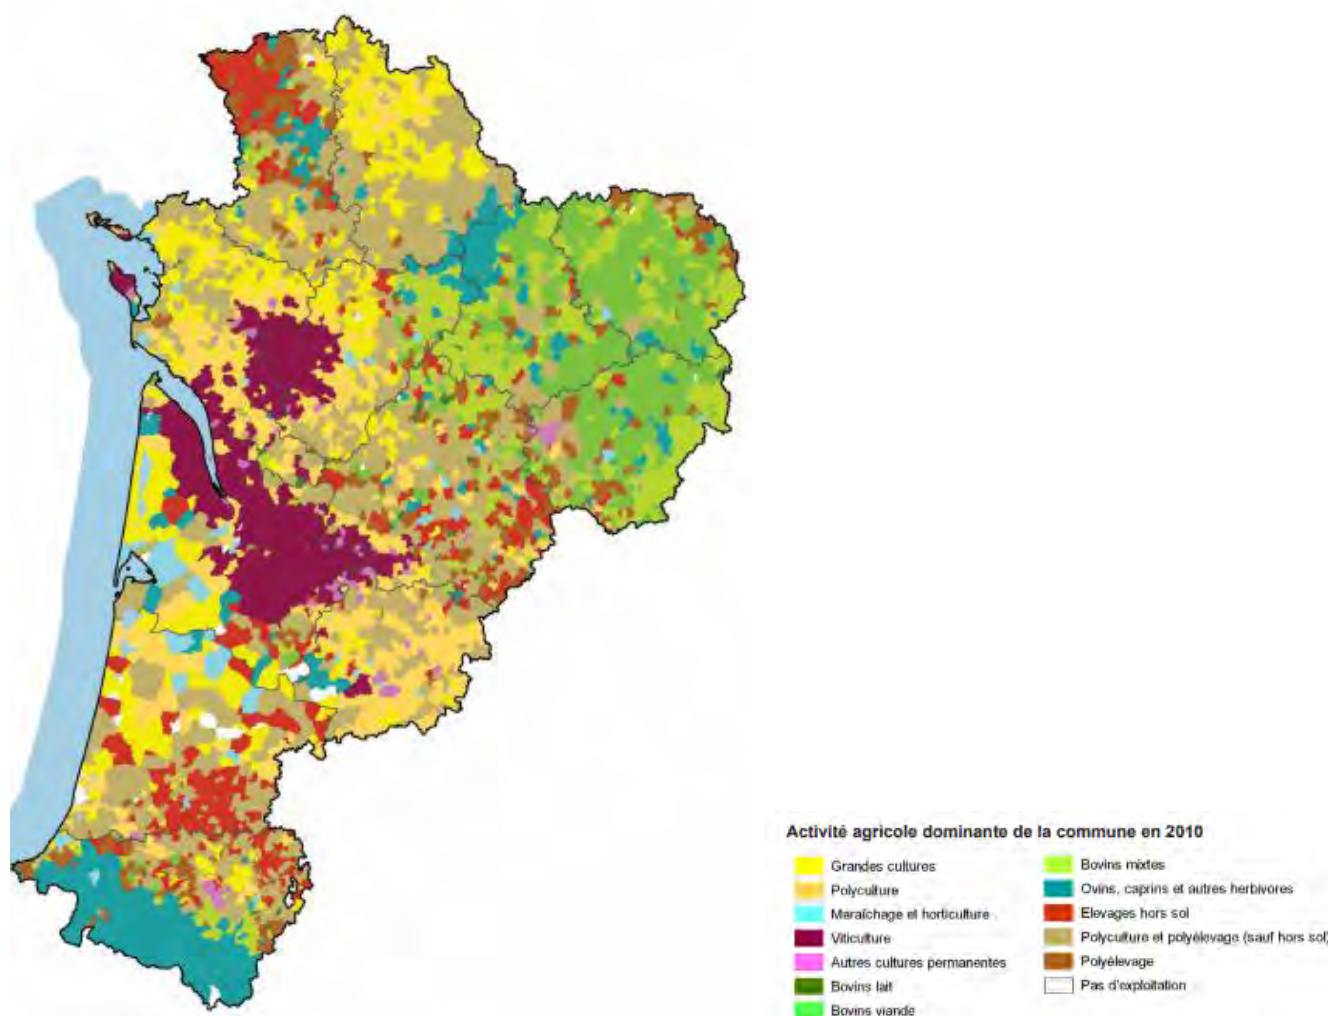 Activité agricole dominante de la commune en 2010
Grandes cultures
Polyculture
Maraîchage et horticulture
Viticulture
Autres cultures permanentes
Bovins lait
Bovins viande
Bovins mixtes
Ovins, caprins et autres herbivores
Elevages hors sol
Polyculture et polyélevage (sauf hors sol)
Polyélevage
Pas d'exploitation